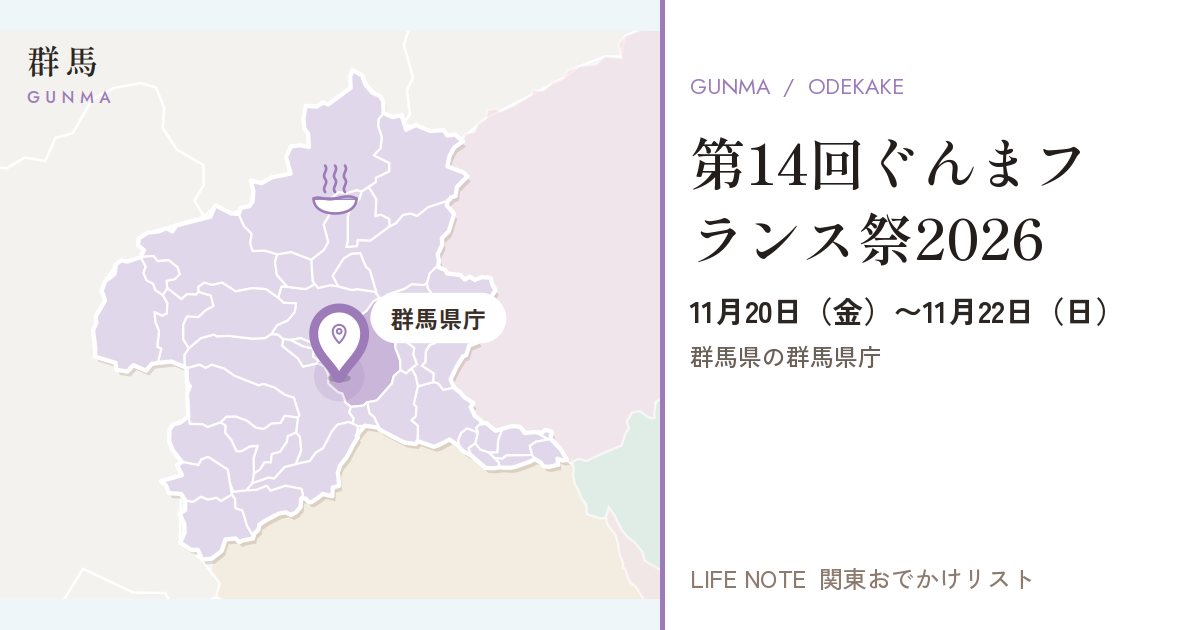 群馬
GUNMA
群馬県庁
GUNMA / ODEKAKE
第14回ぐんまフ
ランス祭2026
11月20日（金）〜11月22日（日）
群馬県の群馬県庁
LIFE NOTE 関東おでかけリスト